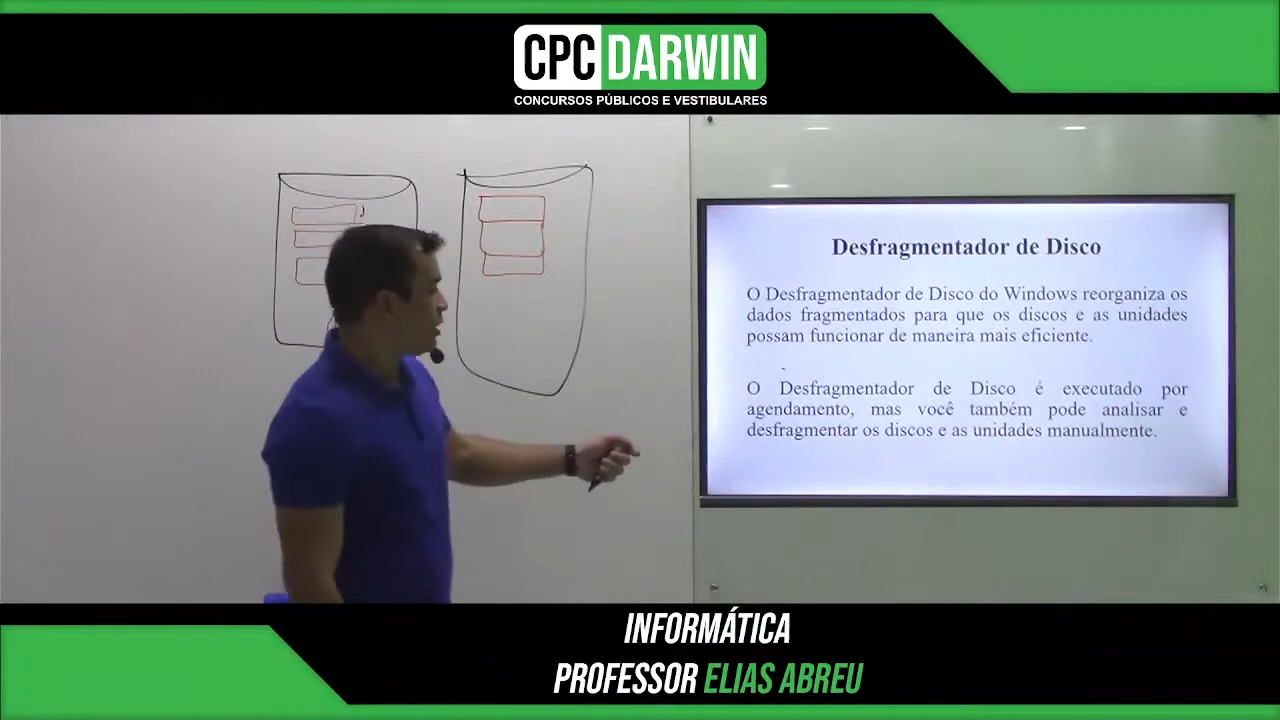 CPC DARWIN
CONCURSOS PÚBLICOS E VESTIBULARES
Desfragmentador de Disco
O Desfragmentador de Disco do Windows reorganiza os
dados fragmentados para que os discos e as unidades
possam funcionar de maneira mais eficiente.
O Desfragmentador de Disco é executado por
agendamento, mas você também pode analisar e
desfragmentar os discos e as unidades manualmente.
INFORMÁTICA
PROFESSOR ELIAS ABREU